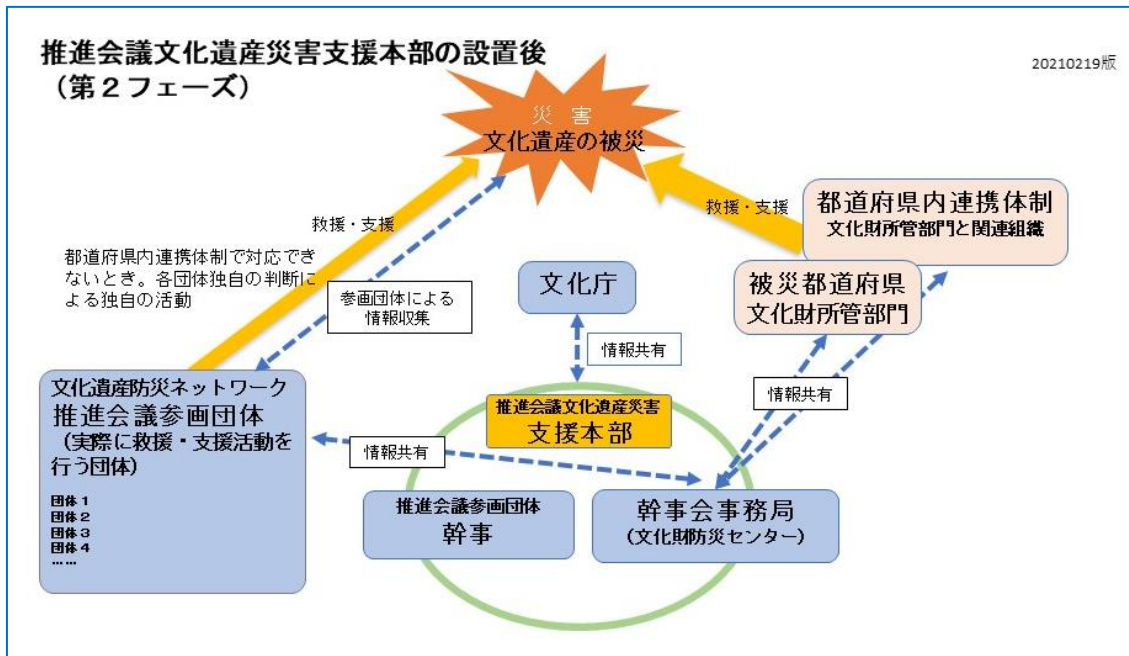 推進会議文化遺産災害支援本部の設置後
(第2フェーズ)
20210219版
災 害
文化遺産の被災
救援・支援
救援・支援
都道府県内連携体制
文化財所管部門と関連組織
都道府県内連携体制で対応でき
ないとき。各団体独自の判断に
よる独自の活動
文化庁
被災都道府県
文化財所管部門
参画団体による
情報収集
情報共有
文化遺産防災ネットワーク
推進会議参画団体
(実際に救援・支援活動を
行う団体)
団体1
団体2
団体3
団体4
……
情報共有
推進会議文化遺産災害
支援本部
情報共有
推進会議参画団体
幹事
幹事会事務局
(文化財防災センター)